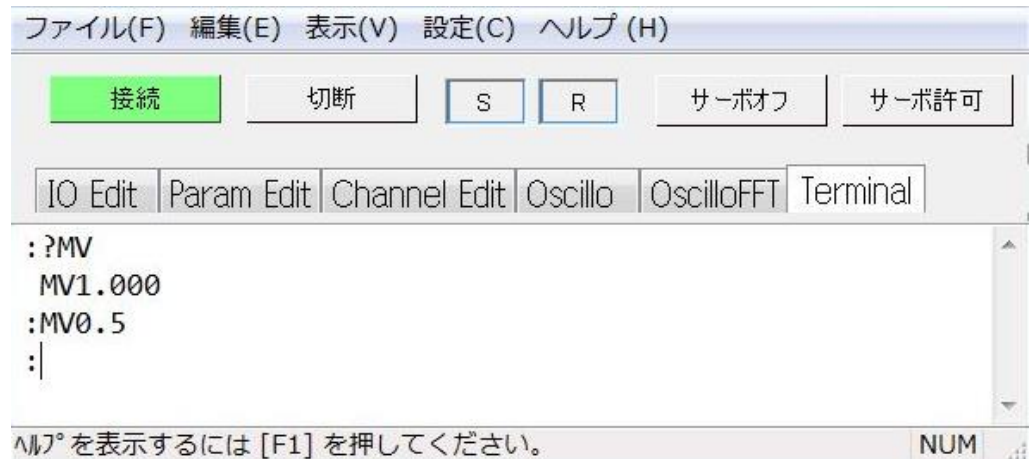 ファイル(F) 編集(E) 表示(V) 設定(C) ヘルプ (H)
接続 切断 S R サーボオフ サーボ許可
IO Edit Param Edit Channel Edit Oscillo OscilloFFT Terminal
:?MV
MV1.000
:MV0.5
:
ﾍﾙﾌﾟを表示するには [F1] を押してください。 NUM